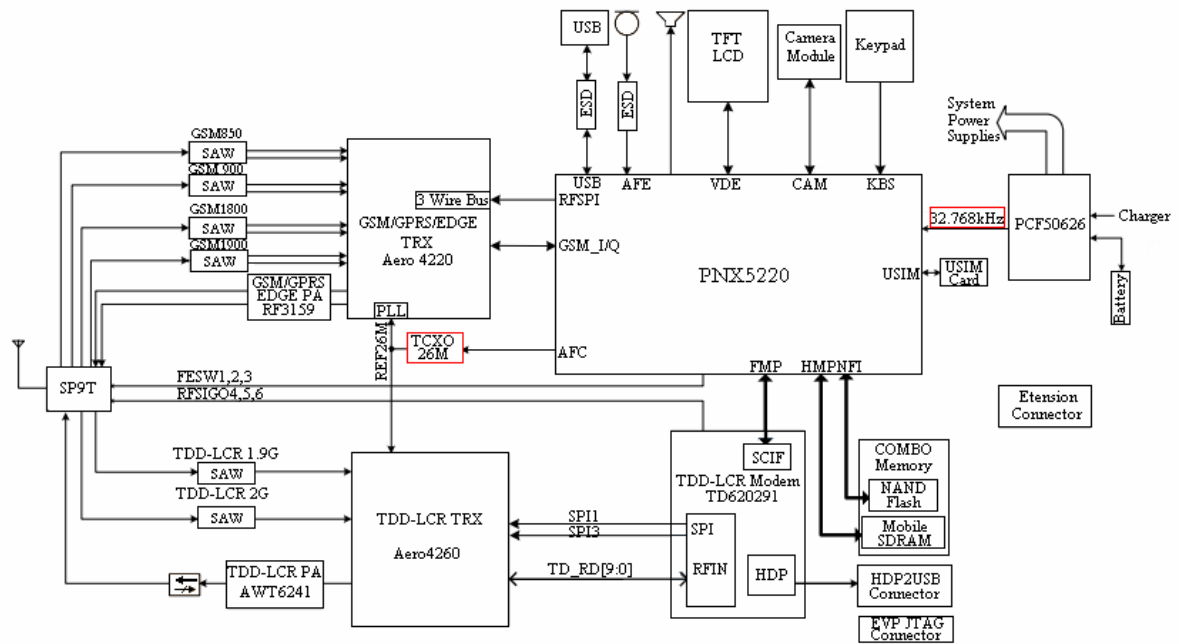 USB
TFT
LCD
Camera
Module
Keypad
ESD
ESD
System
Power
Supplies
GSM850
SAW
GSM 900
SAW
GSM1800
SAW
GSM1900
SAW
GSM/GPRS
EDGE PA
RF3159
3 Wire Bus
GSM/GPRS/EDGE
TRX
Aero 4220
PLL
USB
AFE
VDE
CAM
KBS
RFSPI
GSM_I/Q
PNX5220
USIM
AFC
FMP
HMP
NFI
32.768kHz
PCF50626
Charger
USIM
Card
Battery
REF26M
TCXO
26M
SP9T
FESW1,2,3
RFSIGO4,5,6
Etension
Connector
TDD-LCR 1.9G
SAW
TDD-LCR 2G
SAW
TDD-LCR TRX
Aero4260
TDD-LCR PA
AWT6241
SPI1
SPI3
TD_RD[9:0]
SCIF
TDD-LCR Modem
TD620291
SPI
RFIN
HDP
COMBO
Memory
NAND
Flash
Mobile
SDRAM
HDP2USB
Connector
EVP JTAG
Connector